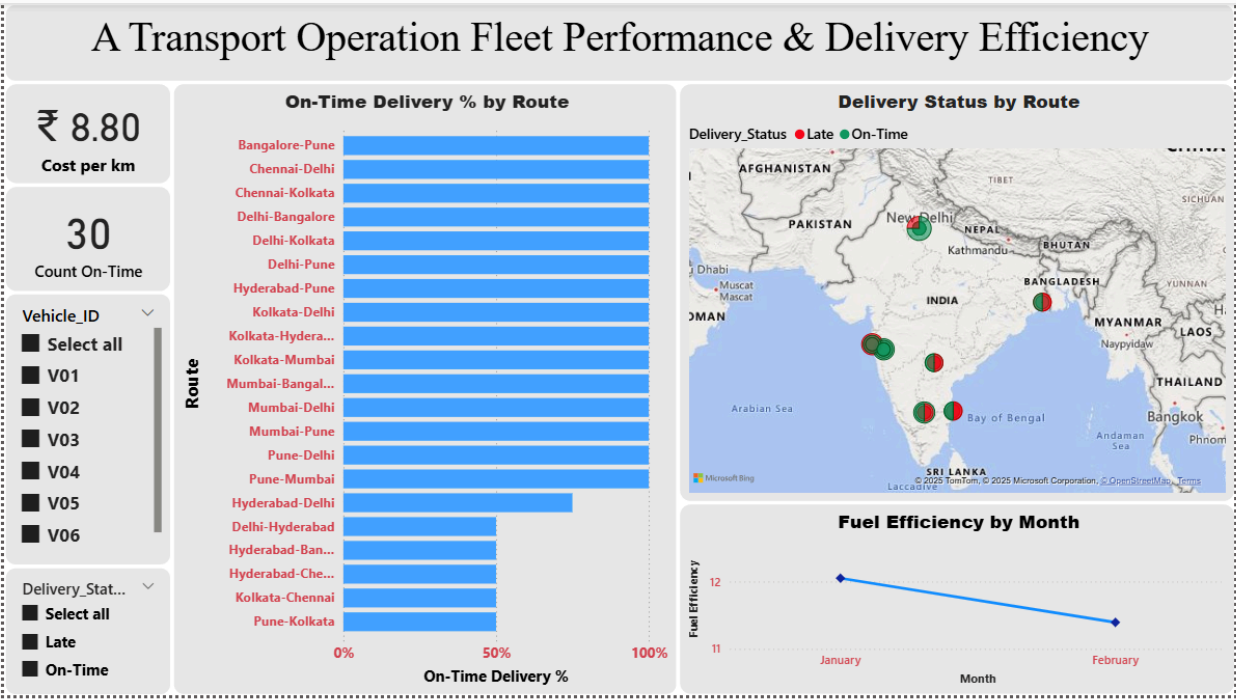 A Transport Operation Fleet Performance & Delivery Efficiency
₹ 8.80
Cost per km
30
Count On-Time
Vehicle_ID
Select all
V01
V02
V03
V04
V05
V06
Delivery_Stat...
Select all
Late
On-Time
On-Time Delivery % by Route
Route
Bangalore-Pune
Chennai-Delhi
Chennai-Kolkata
Delhi-Bangalore
Delhi-Kolkata
Delhi-Pune
Hyderabad-Pune
Kolkata-Delhi
Kolkata-Hydera...
Kolkata-Mumbai
Mumbai-Bangal...
Mumbai-Delhi
Mumbai-Pune
Pune-Delhi
Pune-Mumbai
Hyderabad-Delhi
Delhi-Hyderabad
Hyderabad-Ban...
Hyderabad-Che...
Kolkata-Chennai
Pune-Kolkata
0% 50% 100%
On-Time Delivery %
Delivery Status by Route
Delivery_Status Late On-Time
AFGHANISTAN
TIBET
SICHUAN
PAKISTAN
New Delhi
NEPAL
Kathmandu
BHUTAN
Dhabi
Muscat
Mascat
BANGLADESH
YUNNAN
INDIA
OMAN
MYANMAR
LAOS
Naypyidaw
THAILAND
Arabian Sea
Bay of Bengal
Bangkok
Andaman
Sea
Phnom
SRI LANKA
Laccadive
Microsoft Bing
© 2025 TomTom, © 2025 Microsoft Corporation, © OpenStreetMap Terms
Fuel Efficiency by Month
Fuel Efficiency
12
11
January February
Month